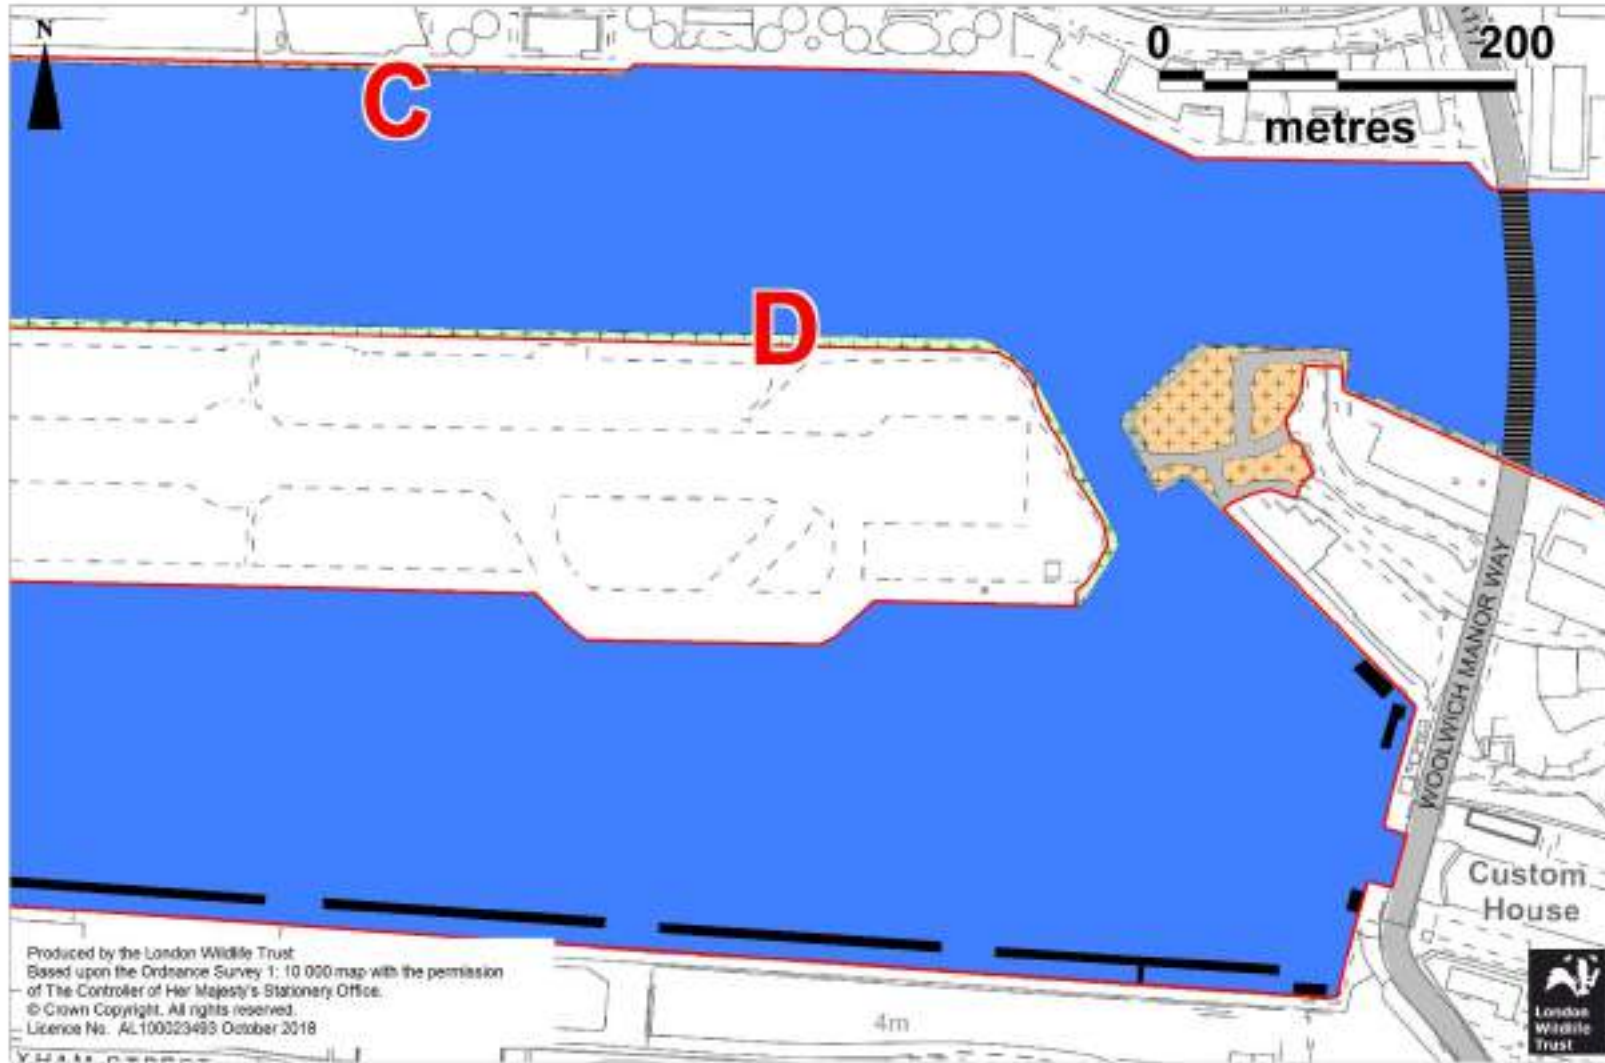 N
C
0 200
metres
D
WOOLWICH MANOR WAY
Custom
House
Produced by the London Wildlife Trust
Based upon the Ordnance Survey 1: 10 000 map with the permission
of The Controller of Her Majesty's Stationery Office.
© Crown Copyright. All rights reserved.
Licence No. AL100023493 October 2018
4m
London
Wildlife
Trust